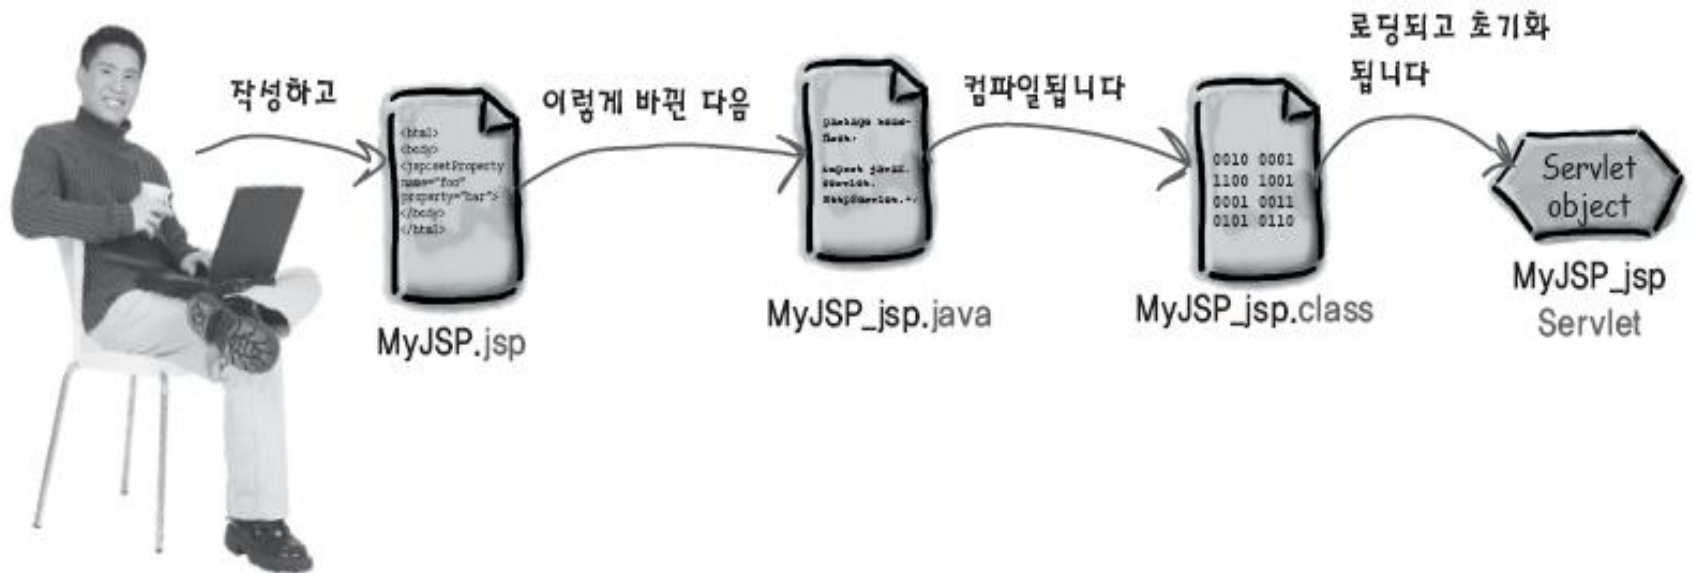 작성하고
이렇게 바뀐 다음
컴파일됩니다
로딩되고 초기화
됩니다
<html>
<body>
<jsp:setProperty
name="foo"
property="bar">
</body>
</html>
import javax.
0010 0001
1100 1001
0001 0011
0101 0110
Servlet
object
MyJSP.jsp
MyJSP_jsp.java
MyJSP_jsp.class
MyJSP_jsp
Servlet